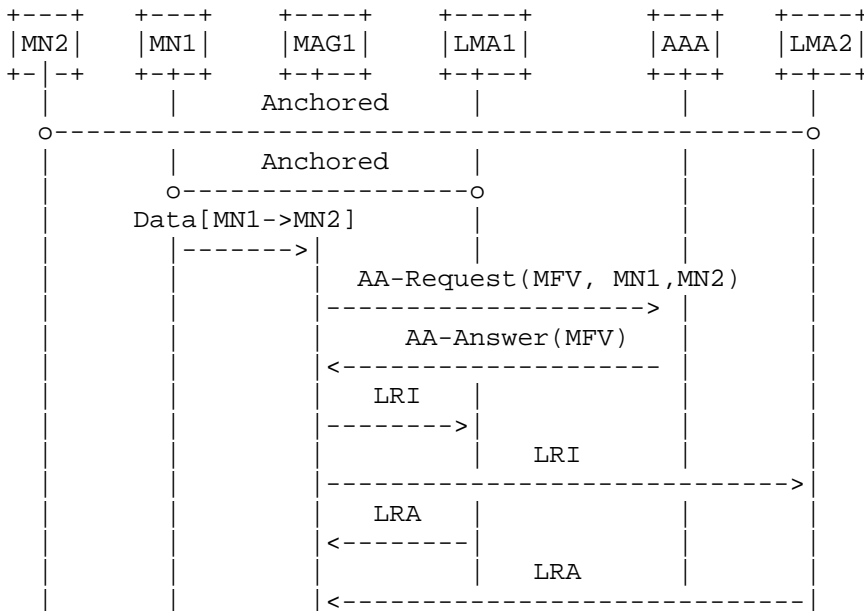 MN2 MN1 MAG1 LMA1 AAA LMA2
Anchored
Anchored
Data[MN1->MN2]
AA-Request(MFV, MN1,MN2)
AA-Answer(MFV)
LRI
LRI
LRA
LRA